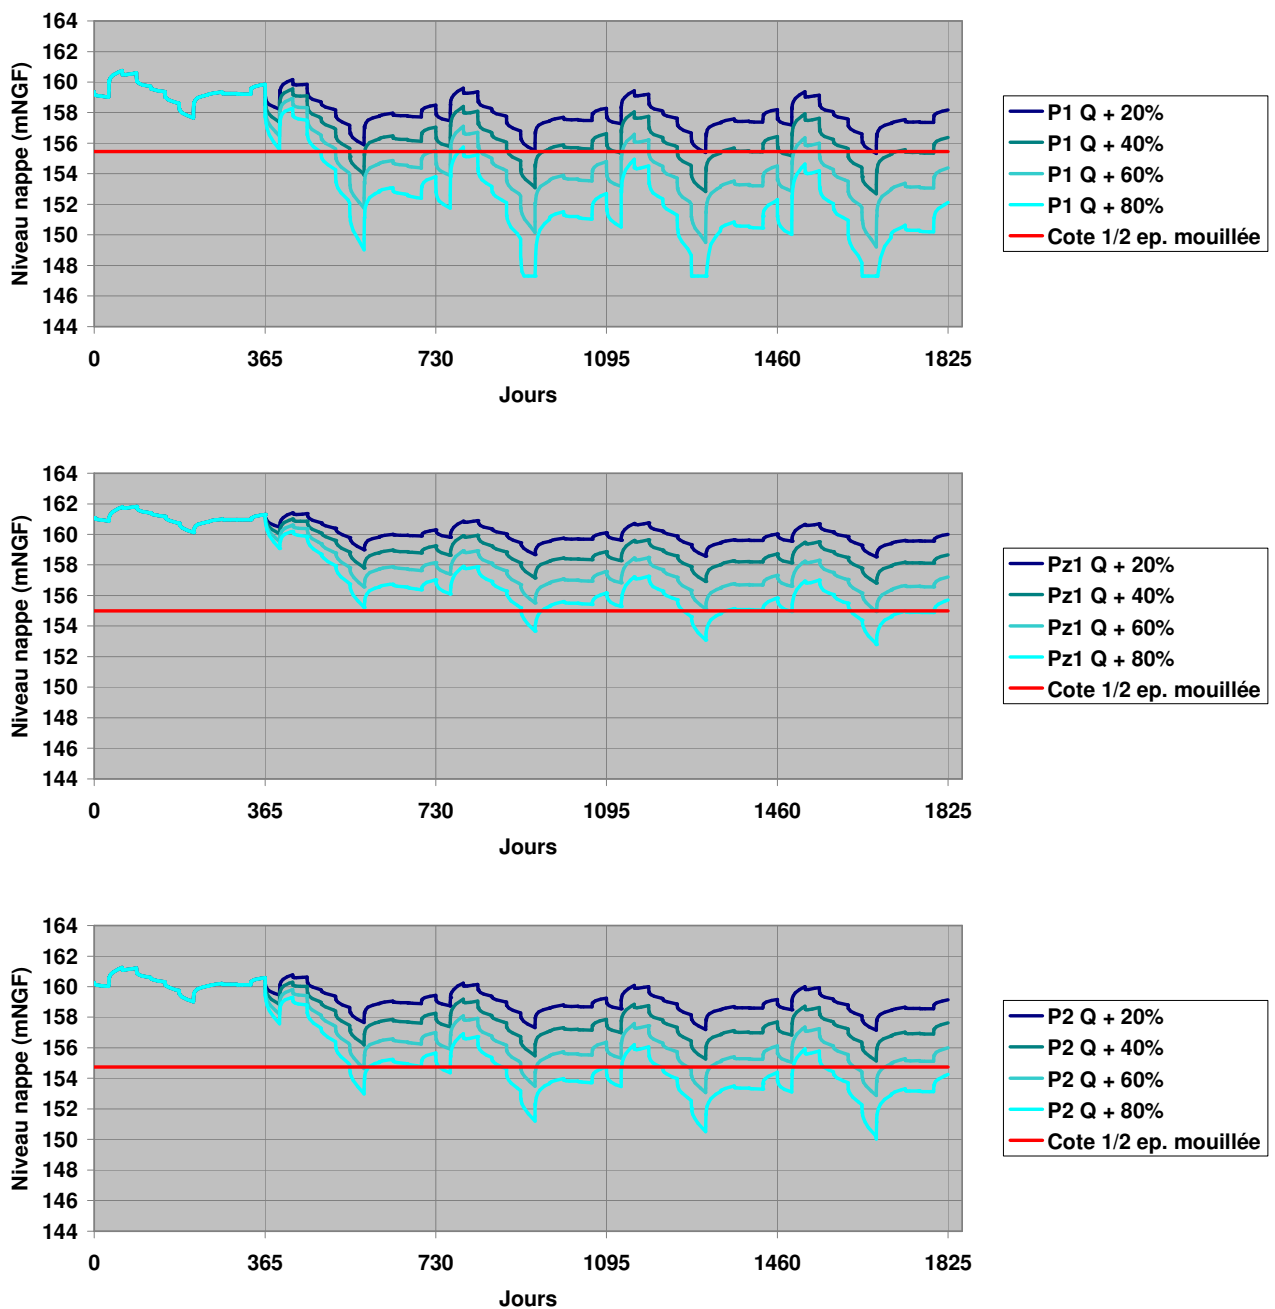 164
162
160
158
156
154
152
150
148
146
144
Niveau nappe (mNGF)
0 365 730 1095 1460 1825
Jours
P1 Q + 20%
P1 Q + 40%
P1 Q + 60%
P1 Q + 80%
Cote 1/2 ep. mouillée
164
162
160
158
156
154
152
150
148
146
144
Niveau nappe (mNGF)
0 365 730 1095 1460 1825
Jours
Pz1 Q + 20%
Pz1 Q + 40%
Pz1 Q + 60%
Pz1 Q + 80%
Cote 1/2 ep. mouillée
164
162
160
158
156
154
152
150
148
146
144
Niveau nappe (mNGF)
0 365 730 1095 1460 1825
Jours
P2 Q + 20%
P2 Q + 40%
P2 Q + 60%
P2 Q + 80%
Cote 1/2 ep. mouillée